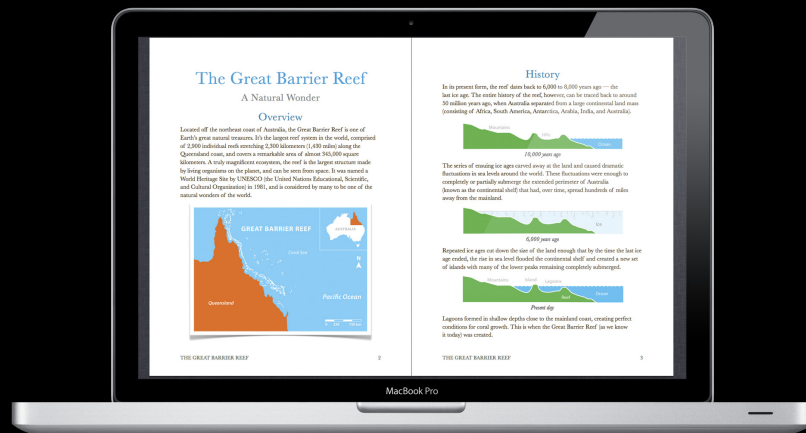 The Great Barrier Reef
A Natural Wonder
Overview
Located off the northeast coast of Australia, the Great Barrier Reef is one of
Earth's great natural treasures. It's the largest reef system in the world, comprised
of 2,900 individual reefs stretching 2,300 kilometers (1,430 miles) along the
Queensland coast, and covers a remarkable area of almost 345,000 square
kilometers. A truly magnificent ecosystem, the reef is the largest structure made
by living organisms on the planet, and can be seen from space. It was named a
World Heritage Site by UNESCO (the United Nations Educational, Scientific,
and Cultural Organization) in 1981, and is considered by many to be one of the
natural wonders of the world.
GREAT BARRIER REEF
AUSTRALIA
Coral Sea
N
Queensland
Pacific Ocean
THE GREAT BARRIER REEF 2
History
In its present form, the reef dates back to 6,000 to 8,000 years ago — the
last ice age. The entire history of the reef, however, can be traced back to around
50 million years ago, when Australia separated from a large continental land mass
(consisting of Africa, South America, Antarctica, Arabia, India, and Australia).
Mountains
Hills
Ocean
18,000 years ago
The series of ensuing ice ages carved away at the land and caused dramatic
fluctuations in sea levels around the world. These fluctuations were enough to
completely or partially submerge the extended perimeter of Australia
(known as the continental shelf) that had, over time, spread hundreds of miles
away from the mainland.
Ice
6,000 years ago
Repeated ice ages cut down the size of the land enough that by the time the last ice
age ended, the rise in sea level flooded the continental shelf and created a new set
of islands with many of the lower peaks remaining completely submerged.
Mountains Island Lagoons
Reef
Ocean
Present day
Lagoons formed in shallow depths close to the mainland coast, creating perfect
conditions for coral growth. This is when the Great Barrier Reef (as we know
it today) was created.
THE GREAT BARRIER REEF 3
MacBook Pro